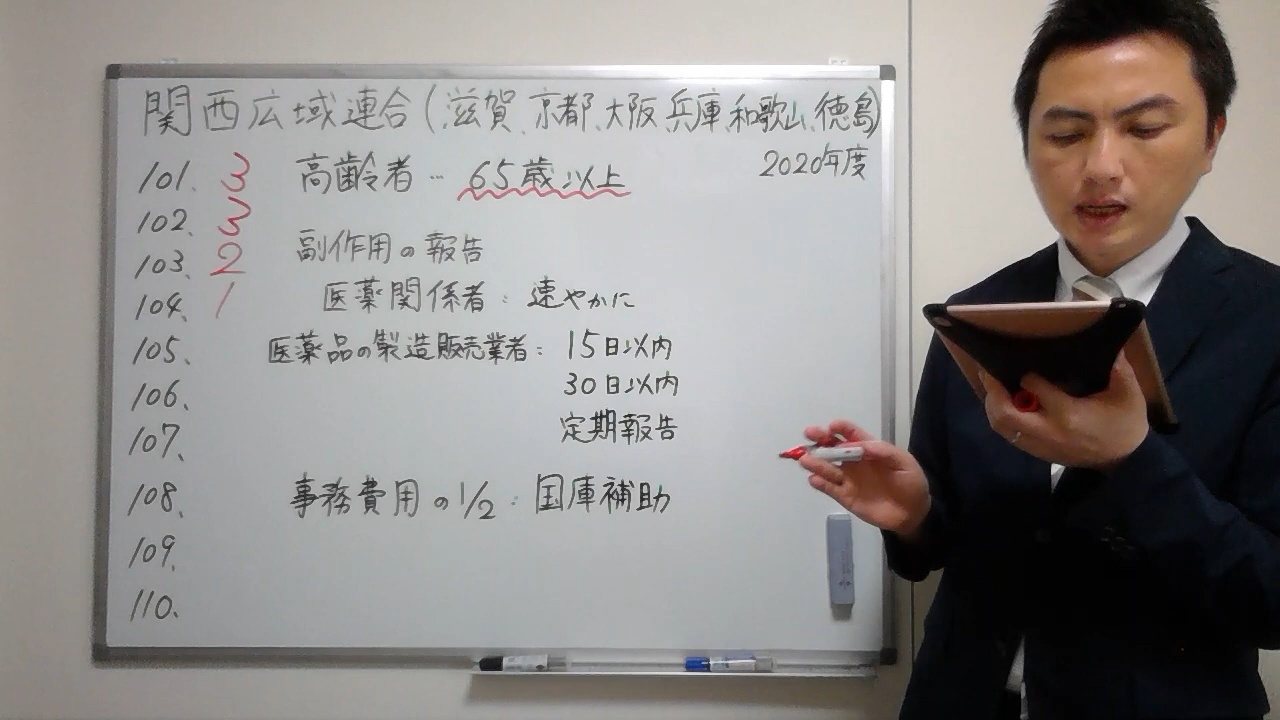 関西広域連合(滋賀、京都、大阪、兵庫、和歌山、徳島)
2020年度
101. 3 高齢者… 65歳以上
102. 3
103. 2 副作用の報告
104. 1 医薬関係者：速やかに
105. 医薬品の製造販売業者：15日以内
106. 30日以内
107. 定期報告
108. 事務費用の1/2：国庫補助
109.
110.